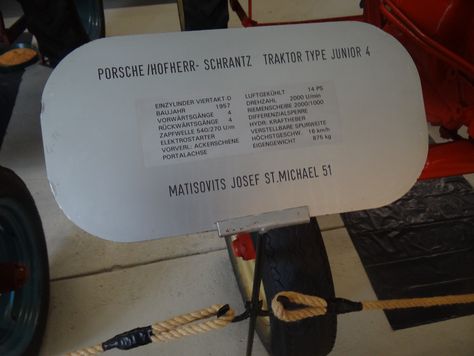 PORSCHE/HOFHERR- SCHRANTZ TRAKTOR TYPE JUNIOR 4
EINZYLINDER VIERTAKT-D LUFTGEKÜHLT 14 PS
BAUJAHR 1957 DREHZAHL 2000 U/min
VORWÄRTSGÄNGE 4 RIEMENSCHEIBE 2000/1000
RÜCKWÄRTSGÄNGE 4 DIFFERENZIALSPERRE
ZAPFWELLE 540/270 U/m HYDR. KRAFTHEBER
ELEKTROSTARTER VERSTELLBARE SPURWEITE
VORVERL. ACKERSCHIENE HÖCHSTGESCHW. 16 km/h
PORTALACHSE EIGENGEWICHT 875 kg
MATISOVITS JOSEF ST.MICHAEL 51